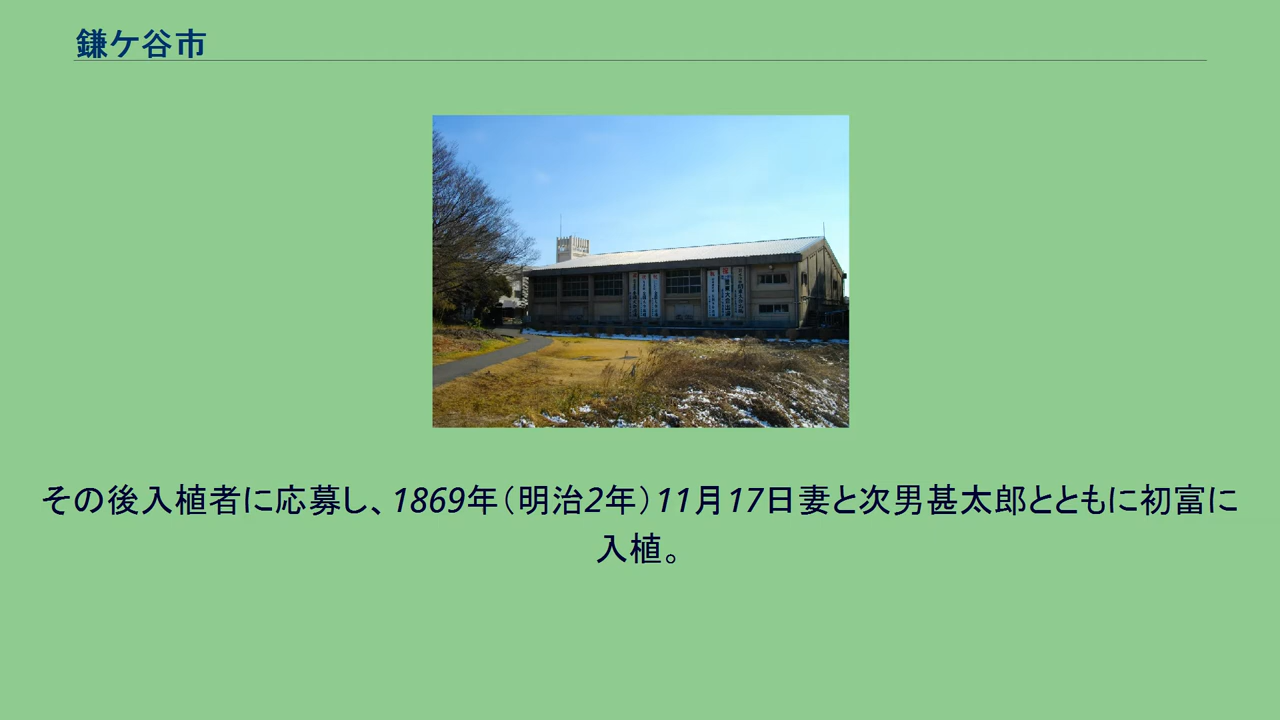 鎌ケ谷市
その後入植者に応募し、1869年（明治2年）11月17日妻と次男甚太郎とともに初富に
入植。